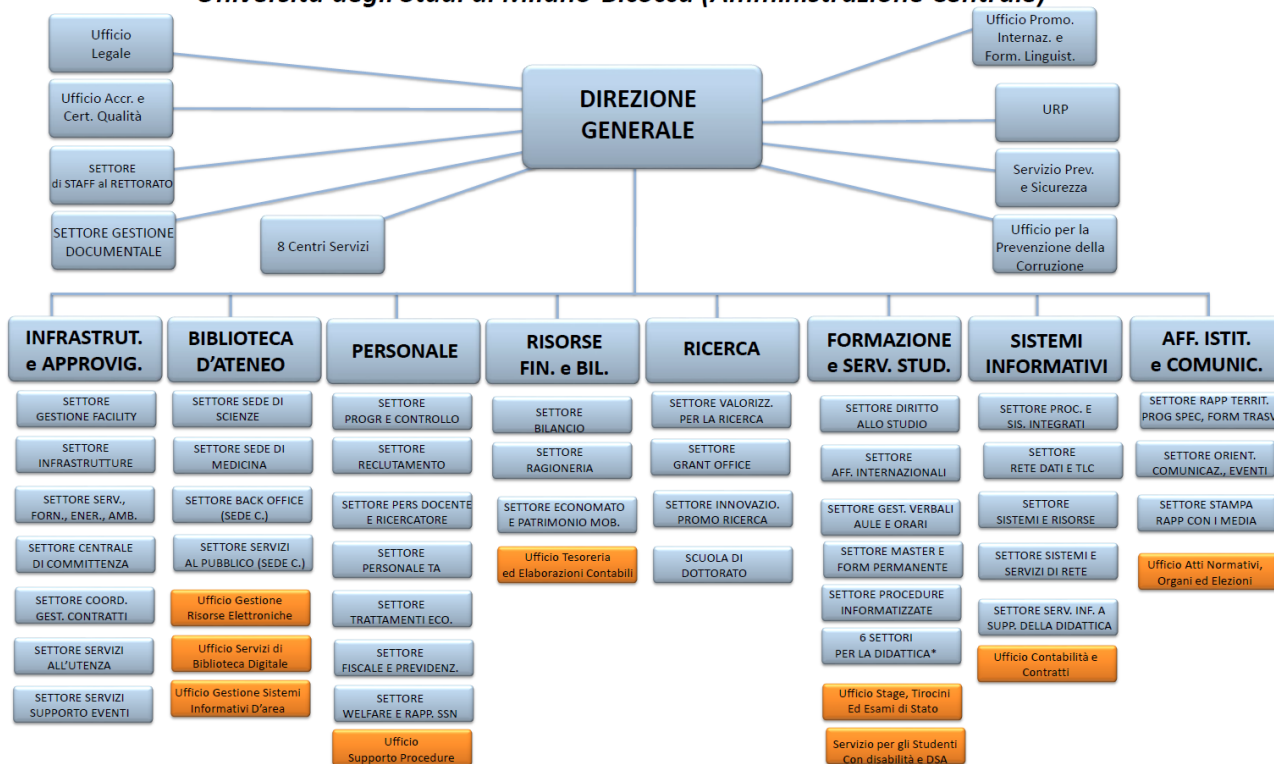 Università degli Studi di Milano-Bicocca (Amministrazione Centrale)
Ufficio
Legale
Ufficio Promo.
Internaz. e
Form. Linguist.
DIREZIONE
GENERALE
Ufficio Accr. e
Cert. Qualità
URP
SETTORE
di STAFF al RETTORATO
Servizio Prev.
e Sicurezza
SETTORE GESTIONE
DOCUMENTALE
8 Centri Servizi
Ufficio per la
Prevenzione della
Corruzione
INFRASTRUT.
e APPROVIG.
SETTORE
GESTIONE FACILITY
SETTORE
INFRASTRUTTURE
SETTORE SERV.,
FORN., ENER., AMB.
SETTORE CENTRALE
DI COMMITTENZA
SETTORE COORD.
GEST. CONTRATTI
SETTORE SERVIZI
ALL'UTENZA
SETTORE SERVIZI
SUPPORTO EVENTI
BIBLIOTECA
D'ATENEO
SETTORE SEDE DI
SCIENZE
SETTORE SEDE DI
MEDICINA
SETTORE BACK OFFICE
(SEDE C.)
SETTORE SERVIZI
AL PUBBLICO (SEDE C.)
Ufficio Gestione
Risorse Elettroniche
Ufficio Servizi di
Biblioteca Digitale
Ufficio Gestione Sistemi
Informativi D'area
PERSONALE
SETTORE
PROGR E CONTROLLO
SETTORE
RECLUTAMENTO
SETTORE PERS DOCENTE
E RICERCATORE
SETTORE
PERSONALE TA
SETTORE
TRATTAMENTI ECO.
SETTORE
FISCALE E PREVIDENZ.
SETTORE
WELFARE E RAPP. SSN
Ufficio
Supporto Procedure
RISORSE
FIN. e BIL.
SETTORE
BILANCIO
SETTORE
RAGIONERIA
SETTORE ECONOMATO
E PATRIMONIO MOB.
Ufficio Tesoreria
ed Elaborazioni Contabili
RICERCA
SETTORE VALORIZZ.
PER LA RICERCA
SETTORE
GRANT OFFICE
SETTORE INNOVAZIO.
PROMO RICERCA
SCUOLA DI
DOTTORATO
FORMAZIONE
e SERV. STUD.
SETTORE DIRITTO
ALLO STUDIO
SETTORE
AFF. INTERNAZIONALI
SETTORE GEST. VERBALI
AULE E ORARI
SETTORE MASTER E
FORM PERMANENTE
SETTORE PROCEDURE
INFORMATIZZATE
6 SETTORI
PER LA DIDATTICA*
Ufficio Stage, Tirocini
Ed Esami di Stato
Servizio per gli Studenti
Con disabilità e DSA
SISTEMI
INFORMATIVI
SETTORE PROC. E
SIS. INTEGRATI
SETTORE
RETE DATI E TLC
SETTORE
SISTEMI E RISORSE
SETTORE SISTEMI E
SERVIZI DI RETE
SETTORE SERV. INF. A
SUPP. DELLA DIDATTICA
Ufficio Contabilità e
Contratti
AFF. ISTIT.
e COMUNIC.
SETTORE RAPP TERRIT.
PROG SPEC, FORM TRASV
SETTORE ORIENT.
COMUNICAZ., EVENTI
SETTORE STAMPA
RAPP CON I MEDIA
Ufficio Atti Normativi,
Organi ed Elezioni